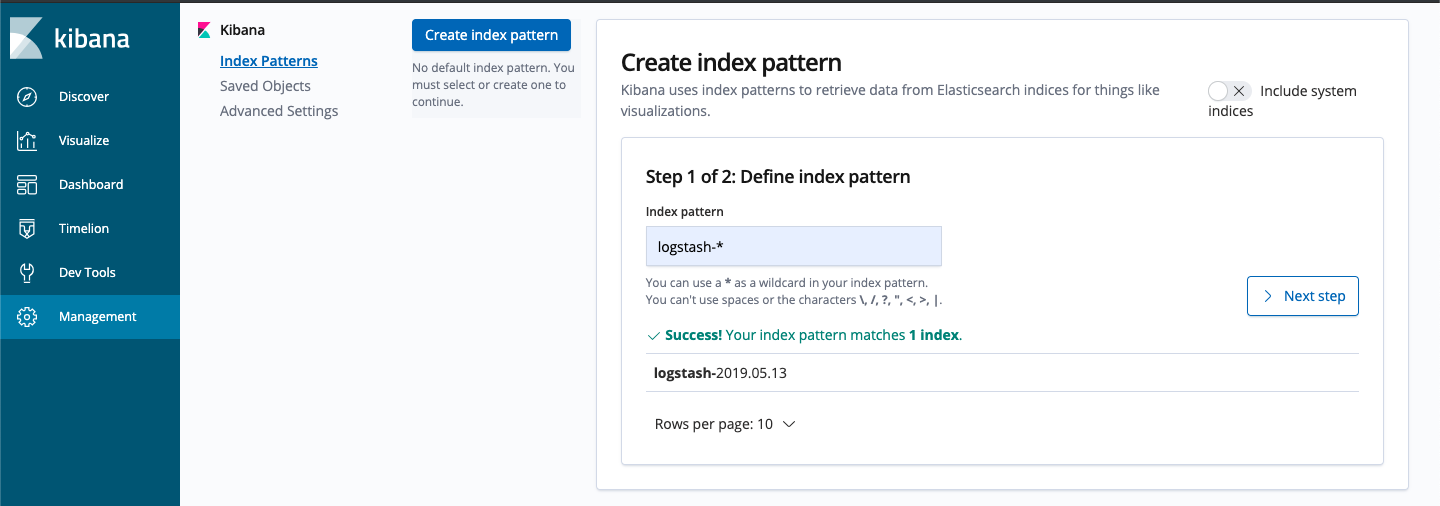 kibana
Discover
Visualize
Dashboard
Timelion
Dev Tools
Management
Kibana
Index Patterns
Saved Objects
Advanced Settings
Create index pattern
No default index pattern. You
must select or create one to
continue.
Create index pattern
Kibana uses index patterns to retrieve data from Elasticsearch indices for things like
visualizations.
Include system
indices
Step 1 of 2: Define index pattern
Index pattern
logstash-*
You can use a * as a wildcard in your index pattern.
You can't use spaces or the characters \, /, ?, ", <, >, |.
Next step
Success! Your index pattern matches 1 index.
logstash-2019.05.13
Rows per page: 10